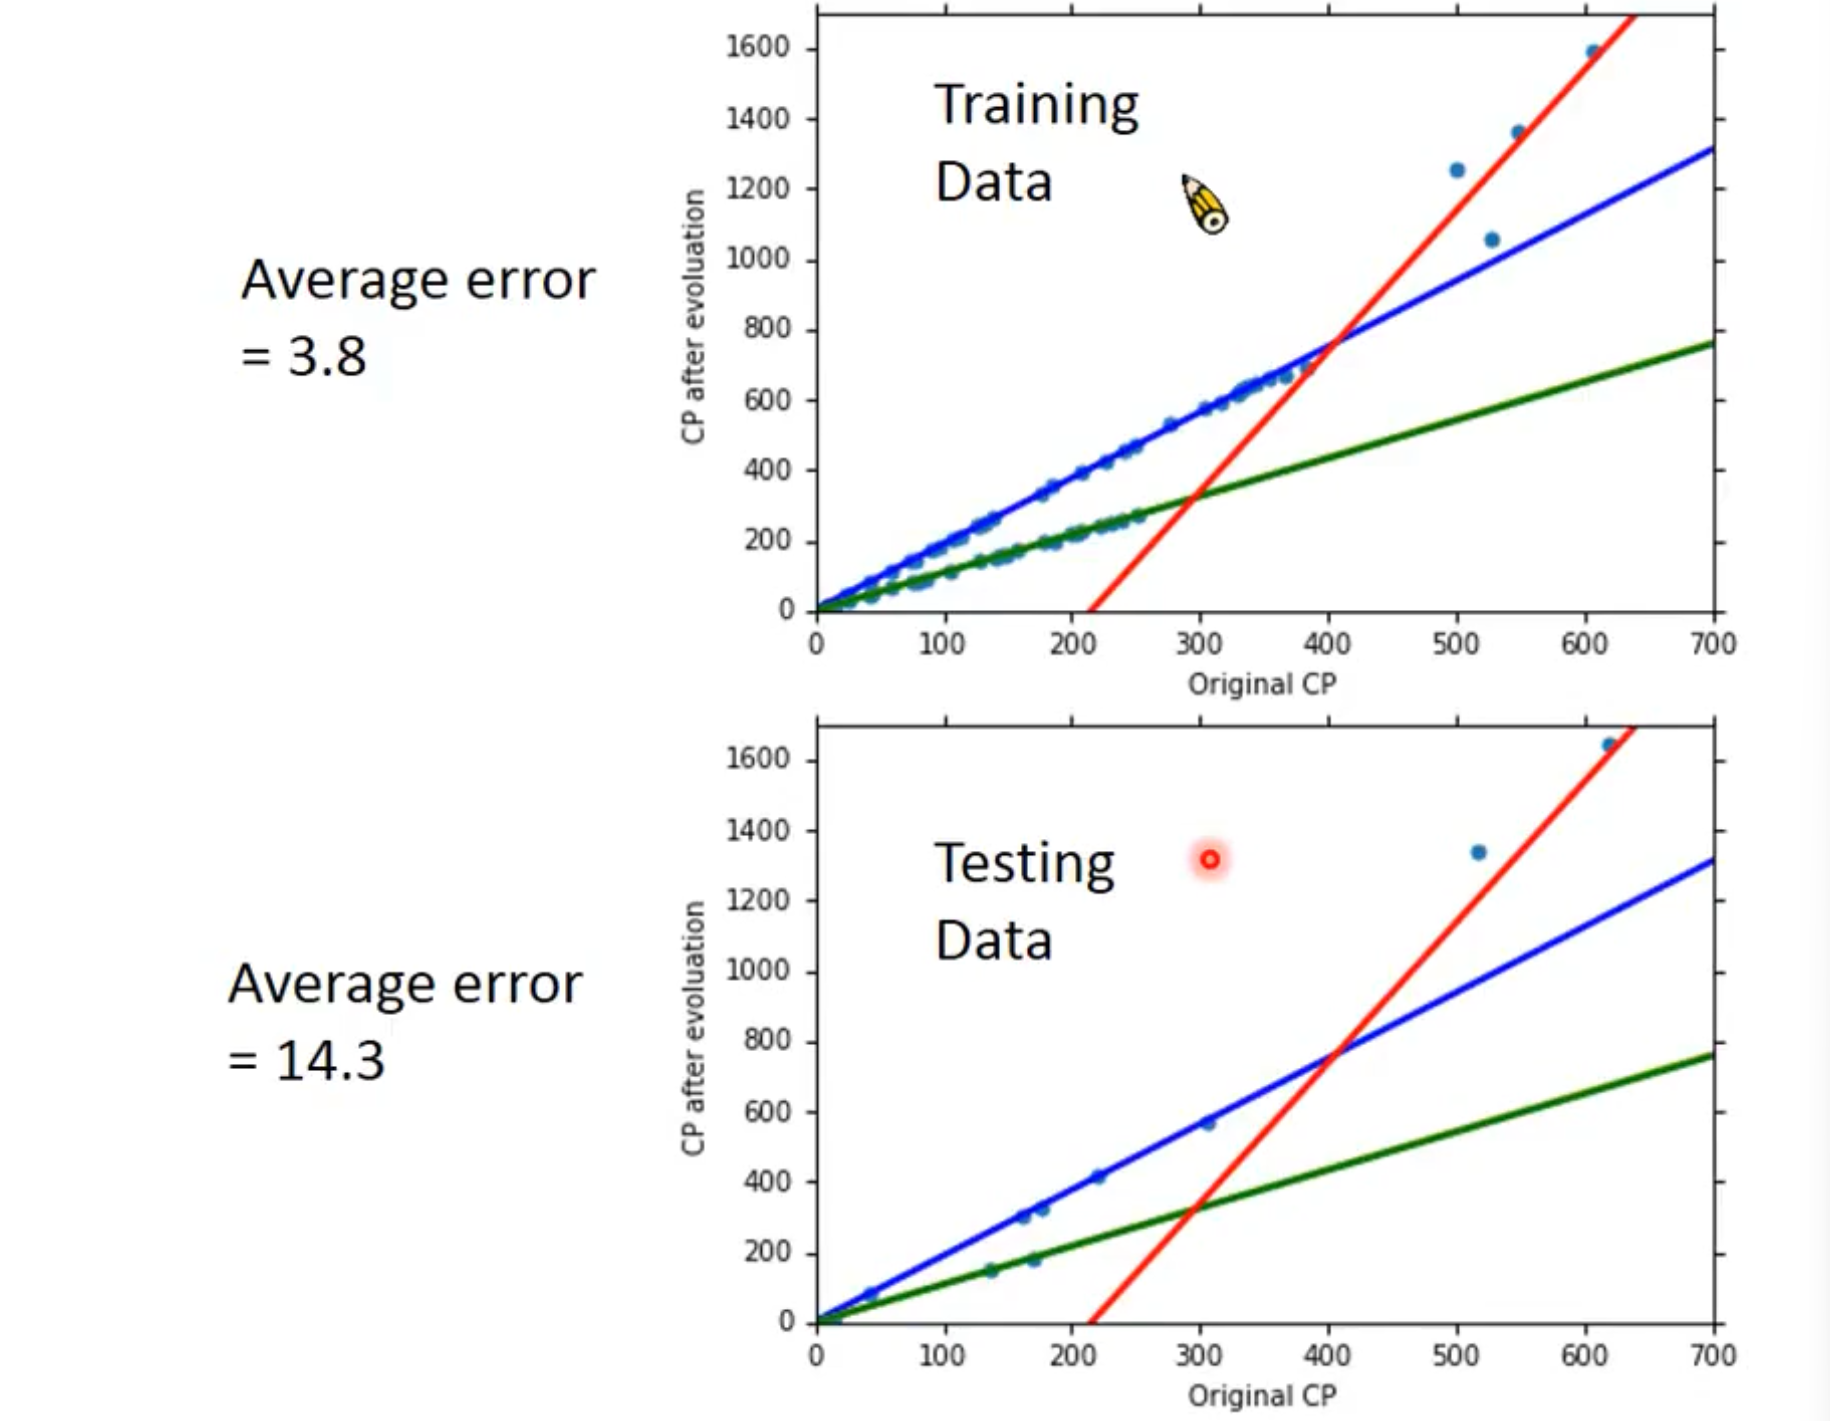 Average error
= 3.8
Training
Data
CP after evoluation
1600
1400
1200
1000
800
600
400
200
0
0 100 200 300 400 500 600 700
Original CP
Average error
= 14.3
Testing
Data
CP after evoluation
1600
1400
1200
1000
800
600
400
200
0
0 100 200 300 400 500 600 700
Original CP